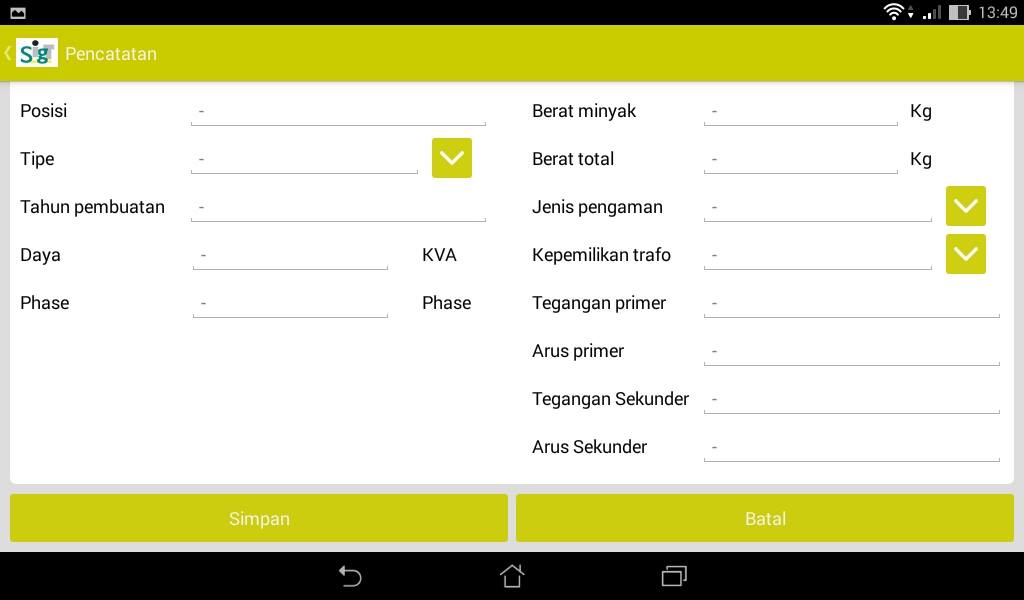 13:49
SigT Pencatatan
Posisi -
Tipe -
Tahun pembuatan -
Daya - KVA
Phase - Phase
Berat minyak - Kg
Berat total - Kg
Jenis pengaman -
Kepemilikan trafo -
Tegangan primer -
Arus primer -
Tegangan Sekunder -
Arus Sekunder -
Simpan
Batal